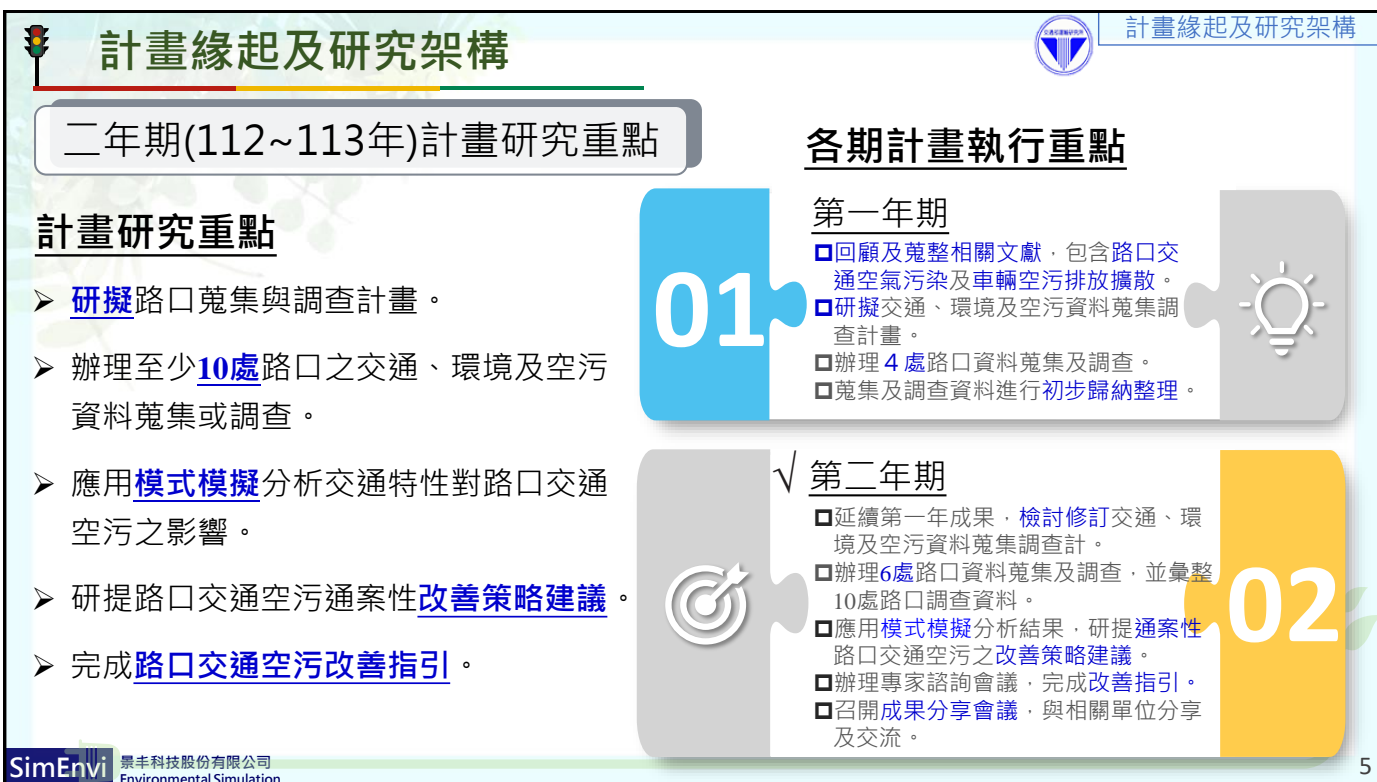 計畫緣起及研究架構
交通部運輸研究所
計畫緣起及研究架構
二年期(112~113年)計畫研究重點
計畫研究重點
➢ 研擬路口蒐集與調查計畫。
➢ 辦理至少10處路口之交通、環境及空污
資料蒐集或調查。
➢ 應用模式模擬分析交通特性對路口交通
空污之影響。
➢ 研提路口交通空污通案性改善策略建議。
➢ 完成路口交通空污改善指引。
各期計畫執行重點
01
第一年期
回顧及蒐整相關文獻，包含路口交
通空氣污染及車輛空污排放擴散。
研擬交通、環境及空污資料蒐集調
查計畫。
辦理４處路口資料蒐集及調查。
蒐集及調查資料進行初步歸納整理。
√ 第二年期
延續第一年成果，檢討修訂交通、環
境及空污資料蒐集調查計。
辦理6處路口資料蒐集及調查，並彙整
10處路口調查資料。
應用模式模擬分析結果，研提通案性
路口交通空污之改善策略建議。
辦理專家諮詢會議，完成改善指引。
召開成果分享會議，與相關單位分享
及交流。
02
SimEnvi
景丰科技股份有限公司
Environmental Simulation
5